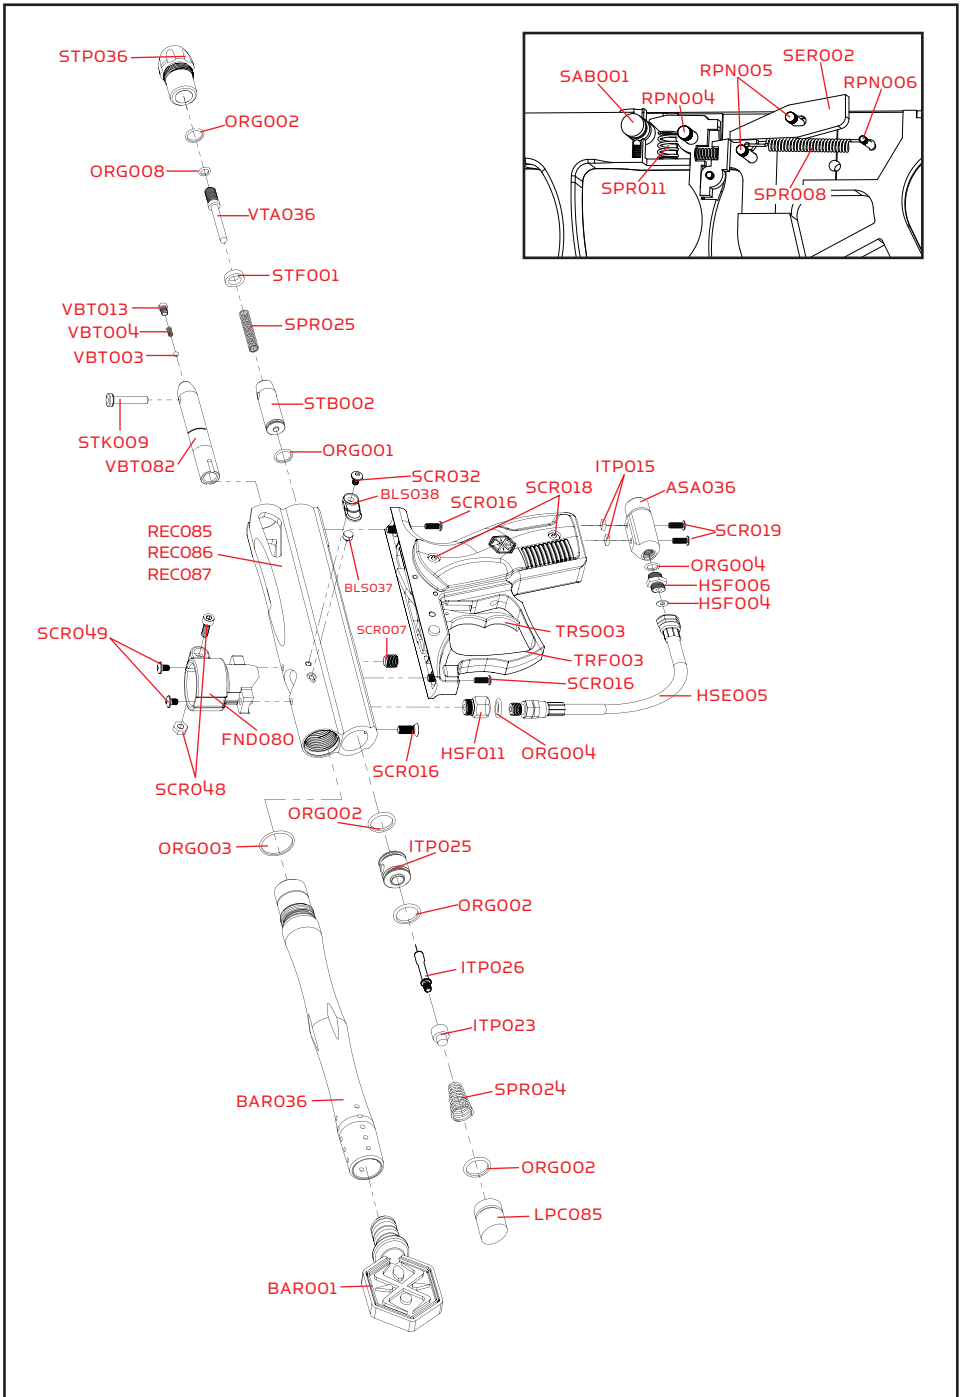 STP036
SER002
SAB001
RPN005
RPN006
RPN004
ORG002
ORG008
SPR011
SPR008
VTA036
STF001
VBT013
VBT004
SPR025
VBT003
STB002
STK009
VBT082
ORG001
SCR032
BLS038
SCR016
SCR018
ITP015
ASA036
SCR019
REC085
REC086
REC087
BLS037
ORG004
HSF006
HSF004
SCR049
SCR007
TRS003
TRF003
SCR016
HSE005
FND080
SCR048
SCR016
HSF011
ORG004
ORG002
ORG003
ITP025
ORG002
ITP026
ITP023
SPR024
BAR036
ORG002
LPC085
BAR001